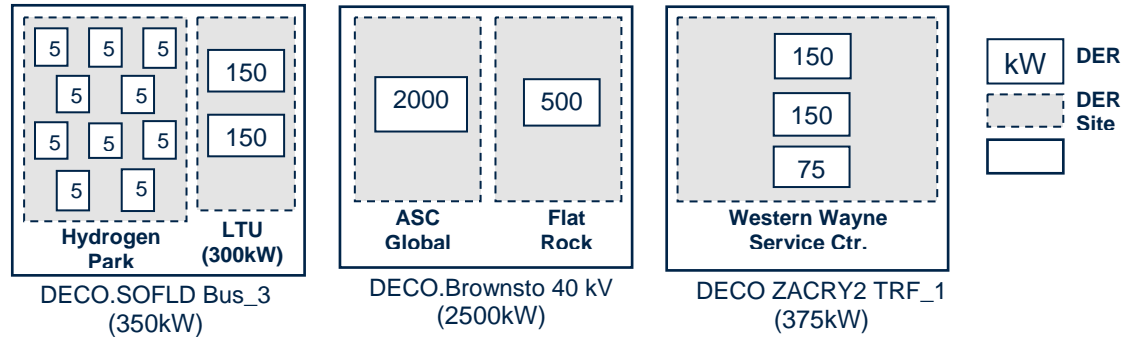 5 5 5
5 5
5 5 5
5 5
Hydrogen
Park
150
150
LTU
(300kW)
DECO.SOFLD Bus_3
(350kW)
2000
ASC
Global
500
Flat
Rock
DECO.Brownsto 40 kV
(2500kW)
150
150
75
Western Wayne
Service Ctr.
DECO ZACRY2 TRF_1
(375kW)
kW DER
DER
Site